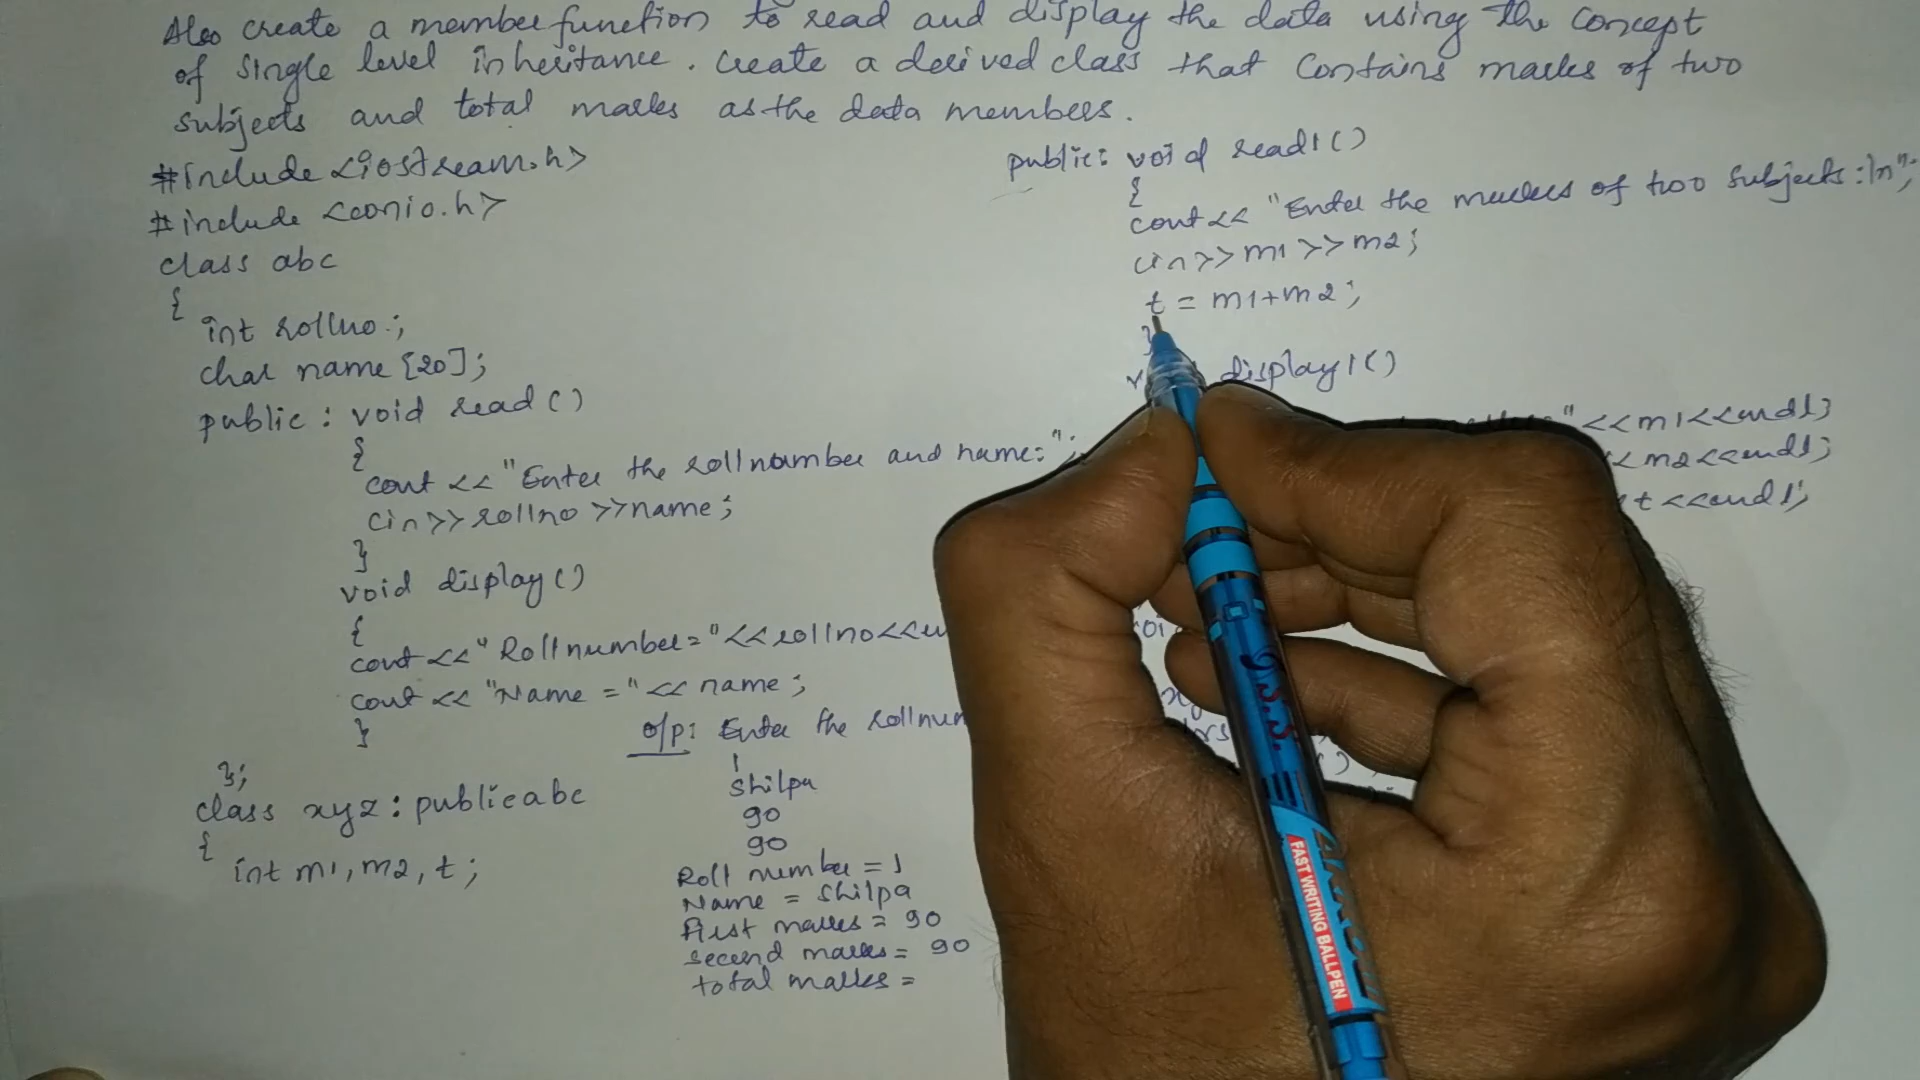 Also create a member function to read and display the data using the concept
of single level inheritance. Create a derived class that contains marks of two
subjects and total marks as the data members.
#include <iostream.h>
#include <conio.h>
class abc
{
int rollno;
char name [20];
public : void read ()
{
cout << "Enter the rollnumber and name:";
cin>>rollno >>name;
}
void display ()
{
cout << "Rollnumber="<<rollno<<
cout << "Name =" << name ;
}
};
class xyz : public abc
{
int m1, m2, t ;
public: void read1 ()
{
cout << "Enter the marks of two subjects :\n";
cin>>m1 >>m2;
t = m1+m2 ;
}
display1 ()
"<<m1<<endl;
<<m2<<endl;
t <<endl;
o/p: Enter the rollnum
1
Shilpa
90
90
Roll number = 1
Name = Shilpa
First marks = 90
second marks = 90
total marks =
FAST WRITING BALLPEN